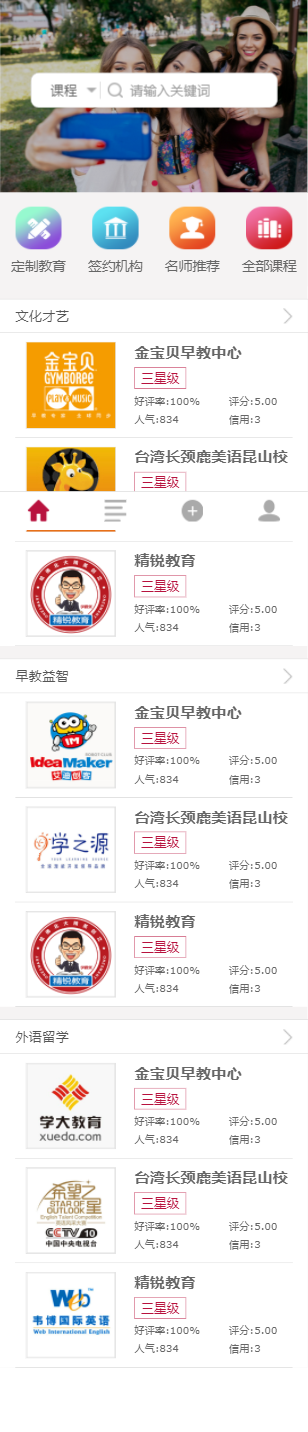 课程
请输入关键词
定制教育 签约机构 名师推荐 全部课程
文化才艺
金宝贝
GYMBOREE
PLAY MUSIC
金宝贝早教中心
三星级
好评率:100% 评分:5.00
人气:834 信用:3
台湾长颈鹿美语昆山校
三星级
精锐教育
精锐教育
三星级
好评率:100% 评分:5.00
人气:834 信用:3
早教益智
IM
IdeaMaker
艾迪创客
金宝贝早教中心
三星级
好评率:100% 评分:5.00
人气:834 信用:3
学之源
台湾长颈鹿美语昆山校
三星级
好评率:100% 评分:5.00
人气:834 信用:3
精锐教育
精锐教育
三星级
好评率:100% 评分:5.00
人气:834 信用:3
外语留学
学大教育
xueda.com
金宝贝早教中心
三星级
好评率:100% 评分:5.00
人气:834 信用:3
希望之星
STAR OF OUTLOOK
CCTV 10
中国中央电视台
台湾长颈鹿美语昆山校
三星级
好评率:100% 评分:5.00
人气:834 信用:3
Web
韦博国际英语
Web International English
精锐教育
三星级
好评率:100% 评分:5.00
人气:834 信用:3